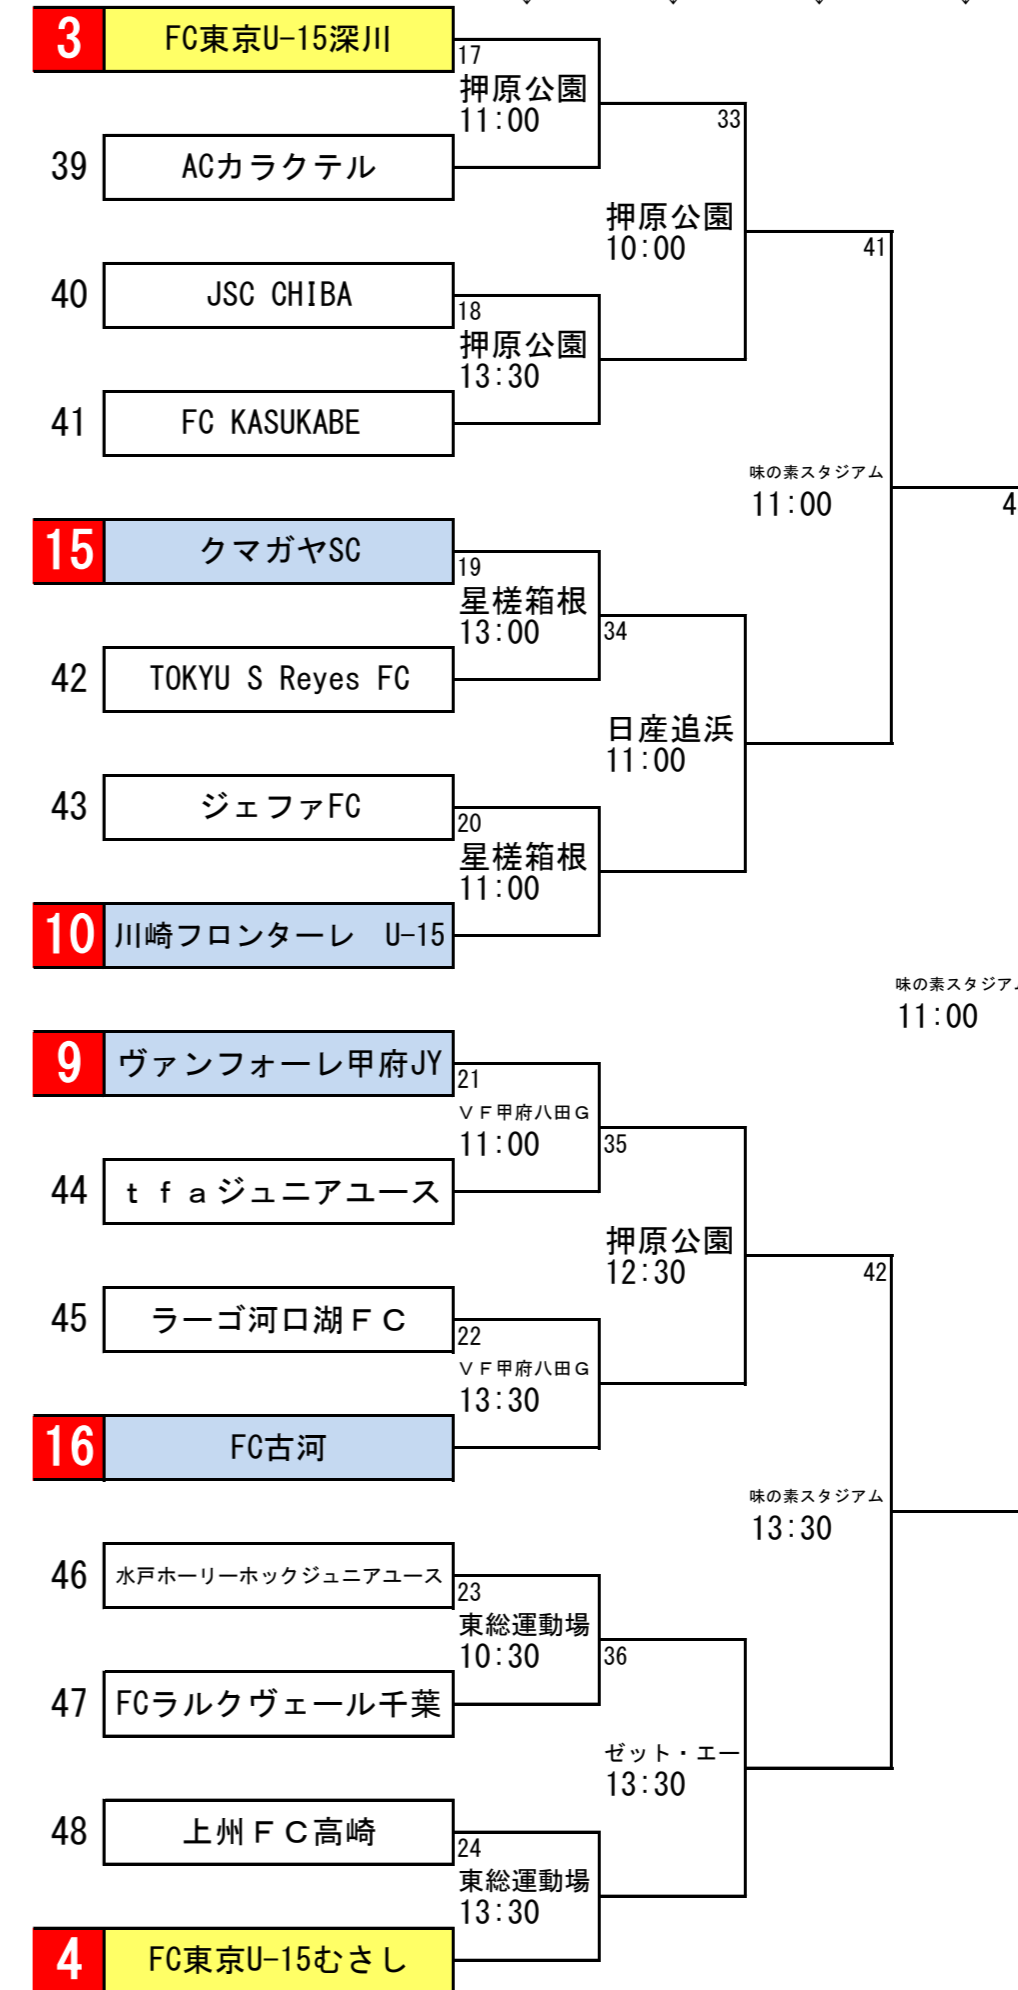 3 FC東京U-15深川
17
押原公園
11:00
33
39 ACカラクテル
押原公園
10:00
41
40 JSC CHIBA
18
押原公園
13:30
41 FC KASUKABE
味の素スタジアム
11:00
4
15 クマガヤSC
19
星槎箱根
13:00
34
42 TOKYU S Reyes FC
日産追浜
11:00
43 ジェファFC
20
星槎箱根
11:00
10 川崎フロンターレ U-15
味の素スタジア
11:00
9 ヴァンフォーレ甲府JY
21
VF甲府八田G
11:00
35
44 tfaジュニアユース
押原公園
12:30
42
45 ラーゴ河口湖FC
22
VF甲府八田G
13:30
16 FC古河
味の素スタジアム
13:30
46 水戸ホーリーホックジュニアユース
23
東総運動場
10:30
36
47 FCラルクヴェール千葉
ゼット・エー
13:30
48 上州FC高崎
24
東総運動場
13:30
4 FC東京U-15むさし